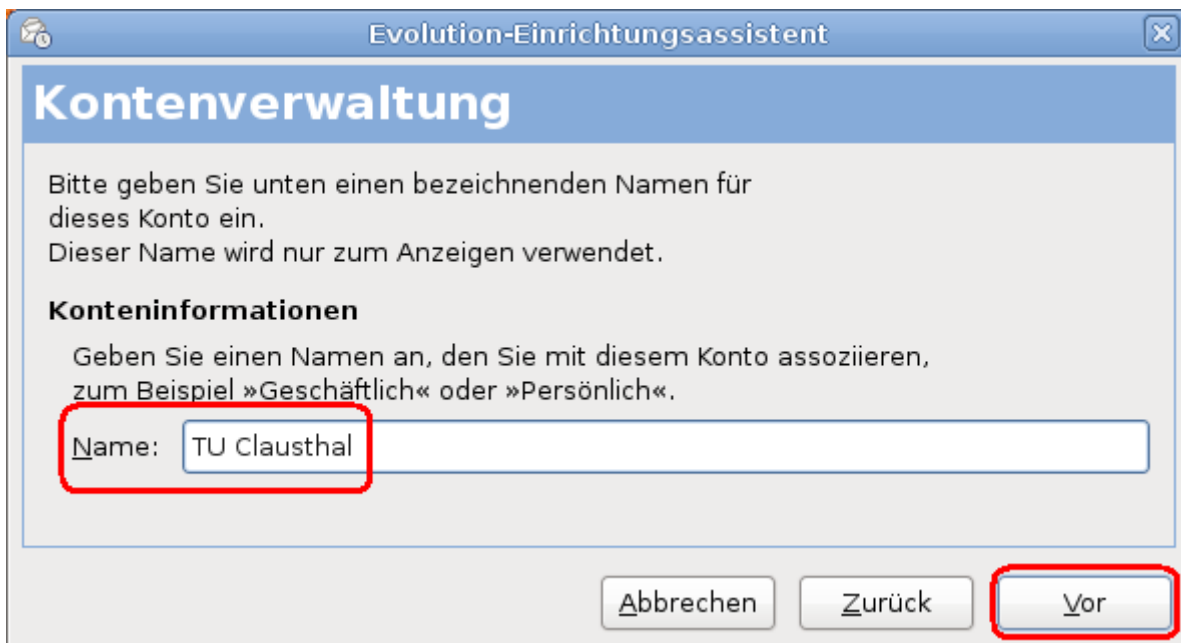 Evolution-Einrichtungsassistent
Kontenverwaltung
Bitte geben Sie unten einen bezeichnenden Namen für
dieses Konto ein.
Dieser Name wird nur zum Anzeigen verwendet.
Konteninformationen
Geben Sie einen Namen an, den Sie mit diesem Konto assoziieren,
zum Beispiel »Geschäftlich« oder »Persönlich«.
Name: TU Clausthal
Abbrechen Zurück Vor